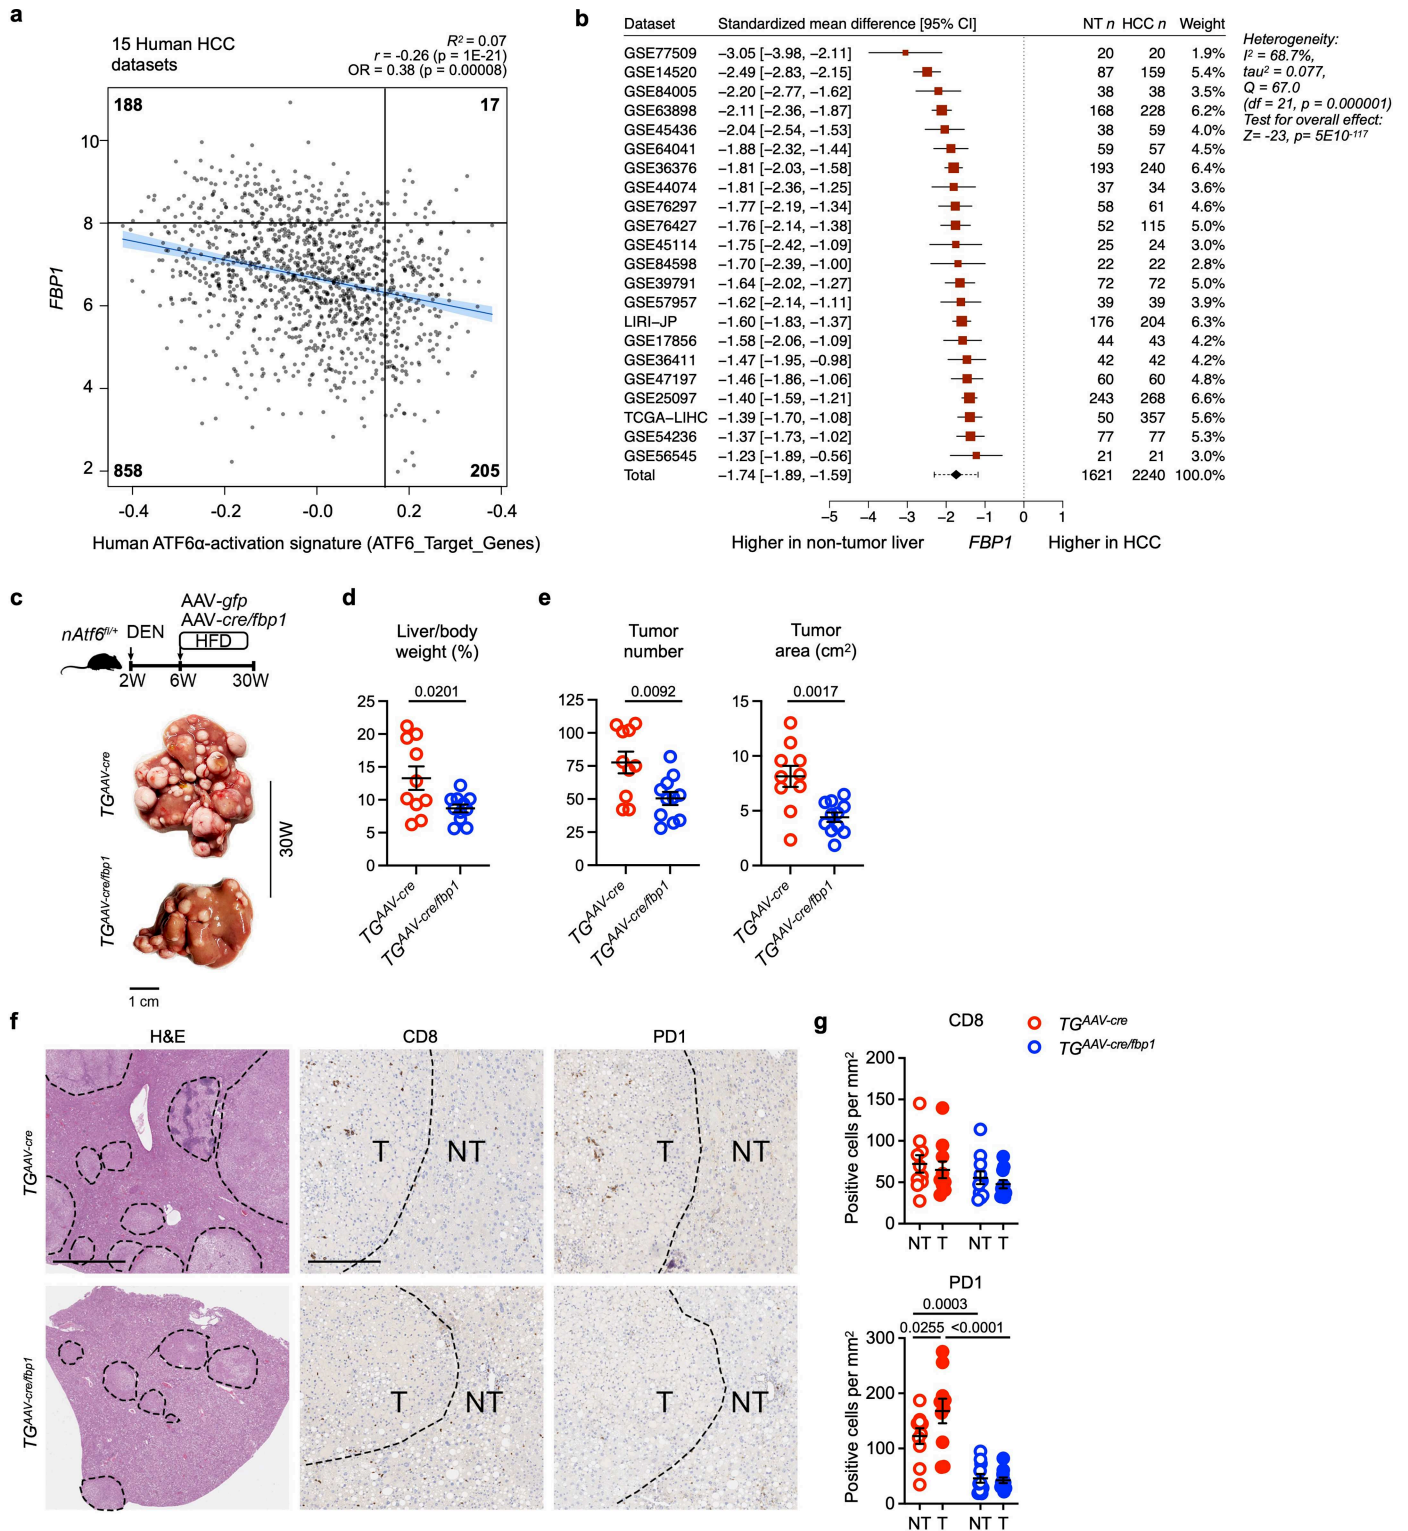 a
15 Human HCC
datasets
R² = 0.07
r = -0.26 (p = 1E-21)
OR = 0.38 (p = 0.00008)
188
17
858
205
10
8
6
4
2
FBP1
-0.4
-0.2
-0.0
0.2
-0.4
Human ATF6α-activation signature (ATF6_Target_Genes)
b
Dataset Standardized mean difference [95% CI] NT n HCC n Weight
GSE77509 −3.05 [−3.98, −2.11] 20 20 1.9%
GSE14520 −2.49 [−2.83, −2.15] 87 159 5.4%
GSE84005 −2.20 [−2.77, −1.62] 38 38 3.5%
GSE63898 −2.11 [−2.36, −1.87] 168 228 6.2%
GSE45436 −2.04 [−2.54, −1.53] 38 59 4.0%
GSE64041 −1.88 [−2.32, −1.44] 59 57 4.5%
GSE36376 −1.81 [−2.03, −1.58] 193 240 6.4%
GSE44074 −1.81 [−2.36, −1.25] 37 34 3.6%
GSE76297 −1.77 [−2.19, −1.34] 58 61 4.6%
GSE76427 −1.76 [−2.14, −1.38] 52 115 5.0%
GSE45114 −1.75 [−2.42, −1.09] 25 24 3.0%
GSE84598 −1.70 [−2.39, −1.00] 22 22 2.8%
GSE39791 −1.64 [−2.02, −1.27] 72 72 5.0%
GSE57957 −1.62 [−2.14, −1.11] 39 39 3.9%
LIRI−JP −1.60 [−1.83, −1.37] 176 204 6.3%
GSE17856 −1.58 [−2.06, −1.09] 44 43 4.2%
GSE36411 −1.47 [−1.95, −0.98] 42 42 4.2%
GSE47197 −1.46 [−1.86, −1.06] 60 60 4.8%
GSE25097 −1.40 [−1.59, −1.21] 243 268 6.6%
TCGA−LIHC −1.39 [−1.70, −1.08] 50 357 5.6%
GSE54236 −1.37 [−1.73, −1.02] 77 77 5.3%
GSE56545 −1.23 [−1.89, −0.56] 21 21 3.0%
Total −1.74 [−1.89, −1.59] 1621 2240 100.0%
−5 −4 −3 −2 −1 0 1
Higher in non-tumor liver FBP1 Higher in HCC
Heterogeneity:
I² = 68.7%,
tau² = 0.077,
Q = 67.0
(df = 21, p = 0.000001)
Test for overall effect:
Z= -23, p= 5E10⁻¹¹⁷
c
AAV-gfp
AAV-cre/fbp1
nAtf6fl/+ DEN
HFD
2W 6W 30W
TGAAV-cre
TGAAV-cre/fbp1
30W
1 cm
d
Liver/body
weight (%)
0.0201
25
20
15
10
5
0
TGAAV-cre
TGAAV-cre/fbp1
e
Tumor
number
0.0092
125
100
75
50
25
0
TGAAV-cre
TGAAV-cre/fbp1
Tumor
area (cm²)
0.0017
15
10
5
0
TGAAV-cre
TGAAV-cre/fbp1
f
H&E CD8 PD1
TGAAV-cre
T NT
T NT
TGAAV-cre/fbp1
T NT
T NT
g
CD8
TGAAV-cre
TGAAV-cre/fbp1
Positive cells per mm²
200
150
100
50
0
NT T NT T
PD1
0.0003
0.0255 <0.0001
Positive cells per mm²
300
200
100
0
NT T NT T